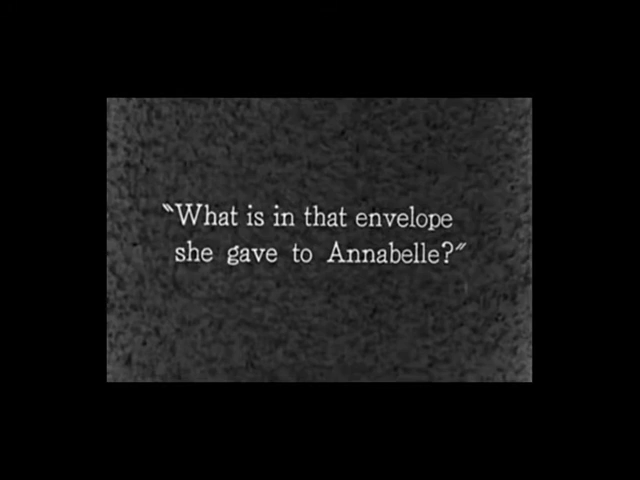 "What is in that envelope
she gave to Annabelle?"